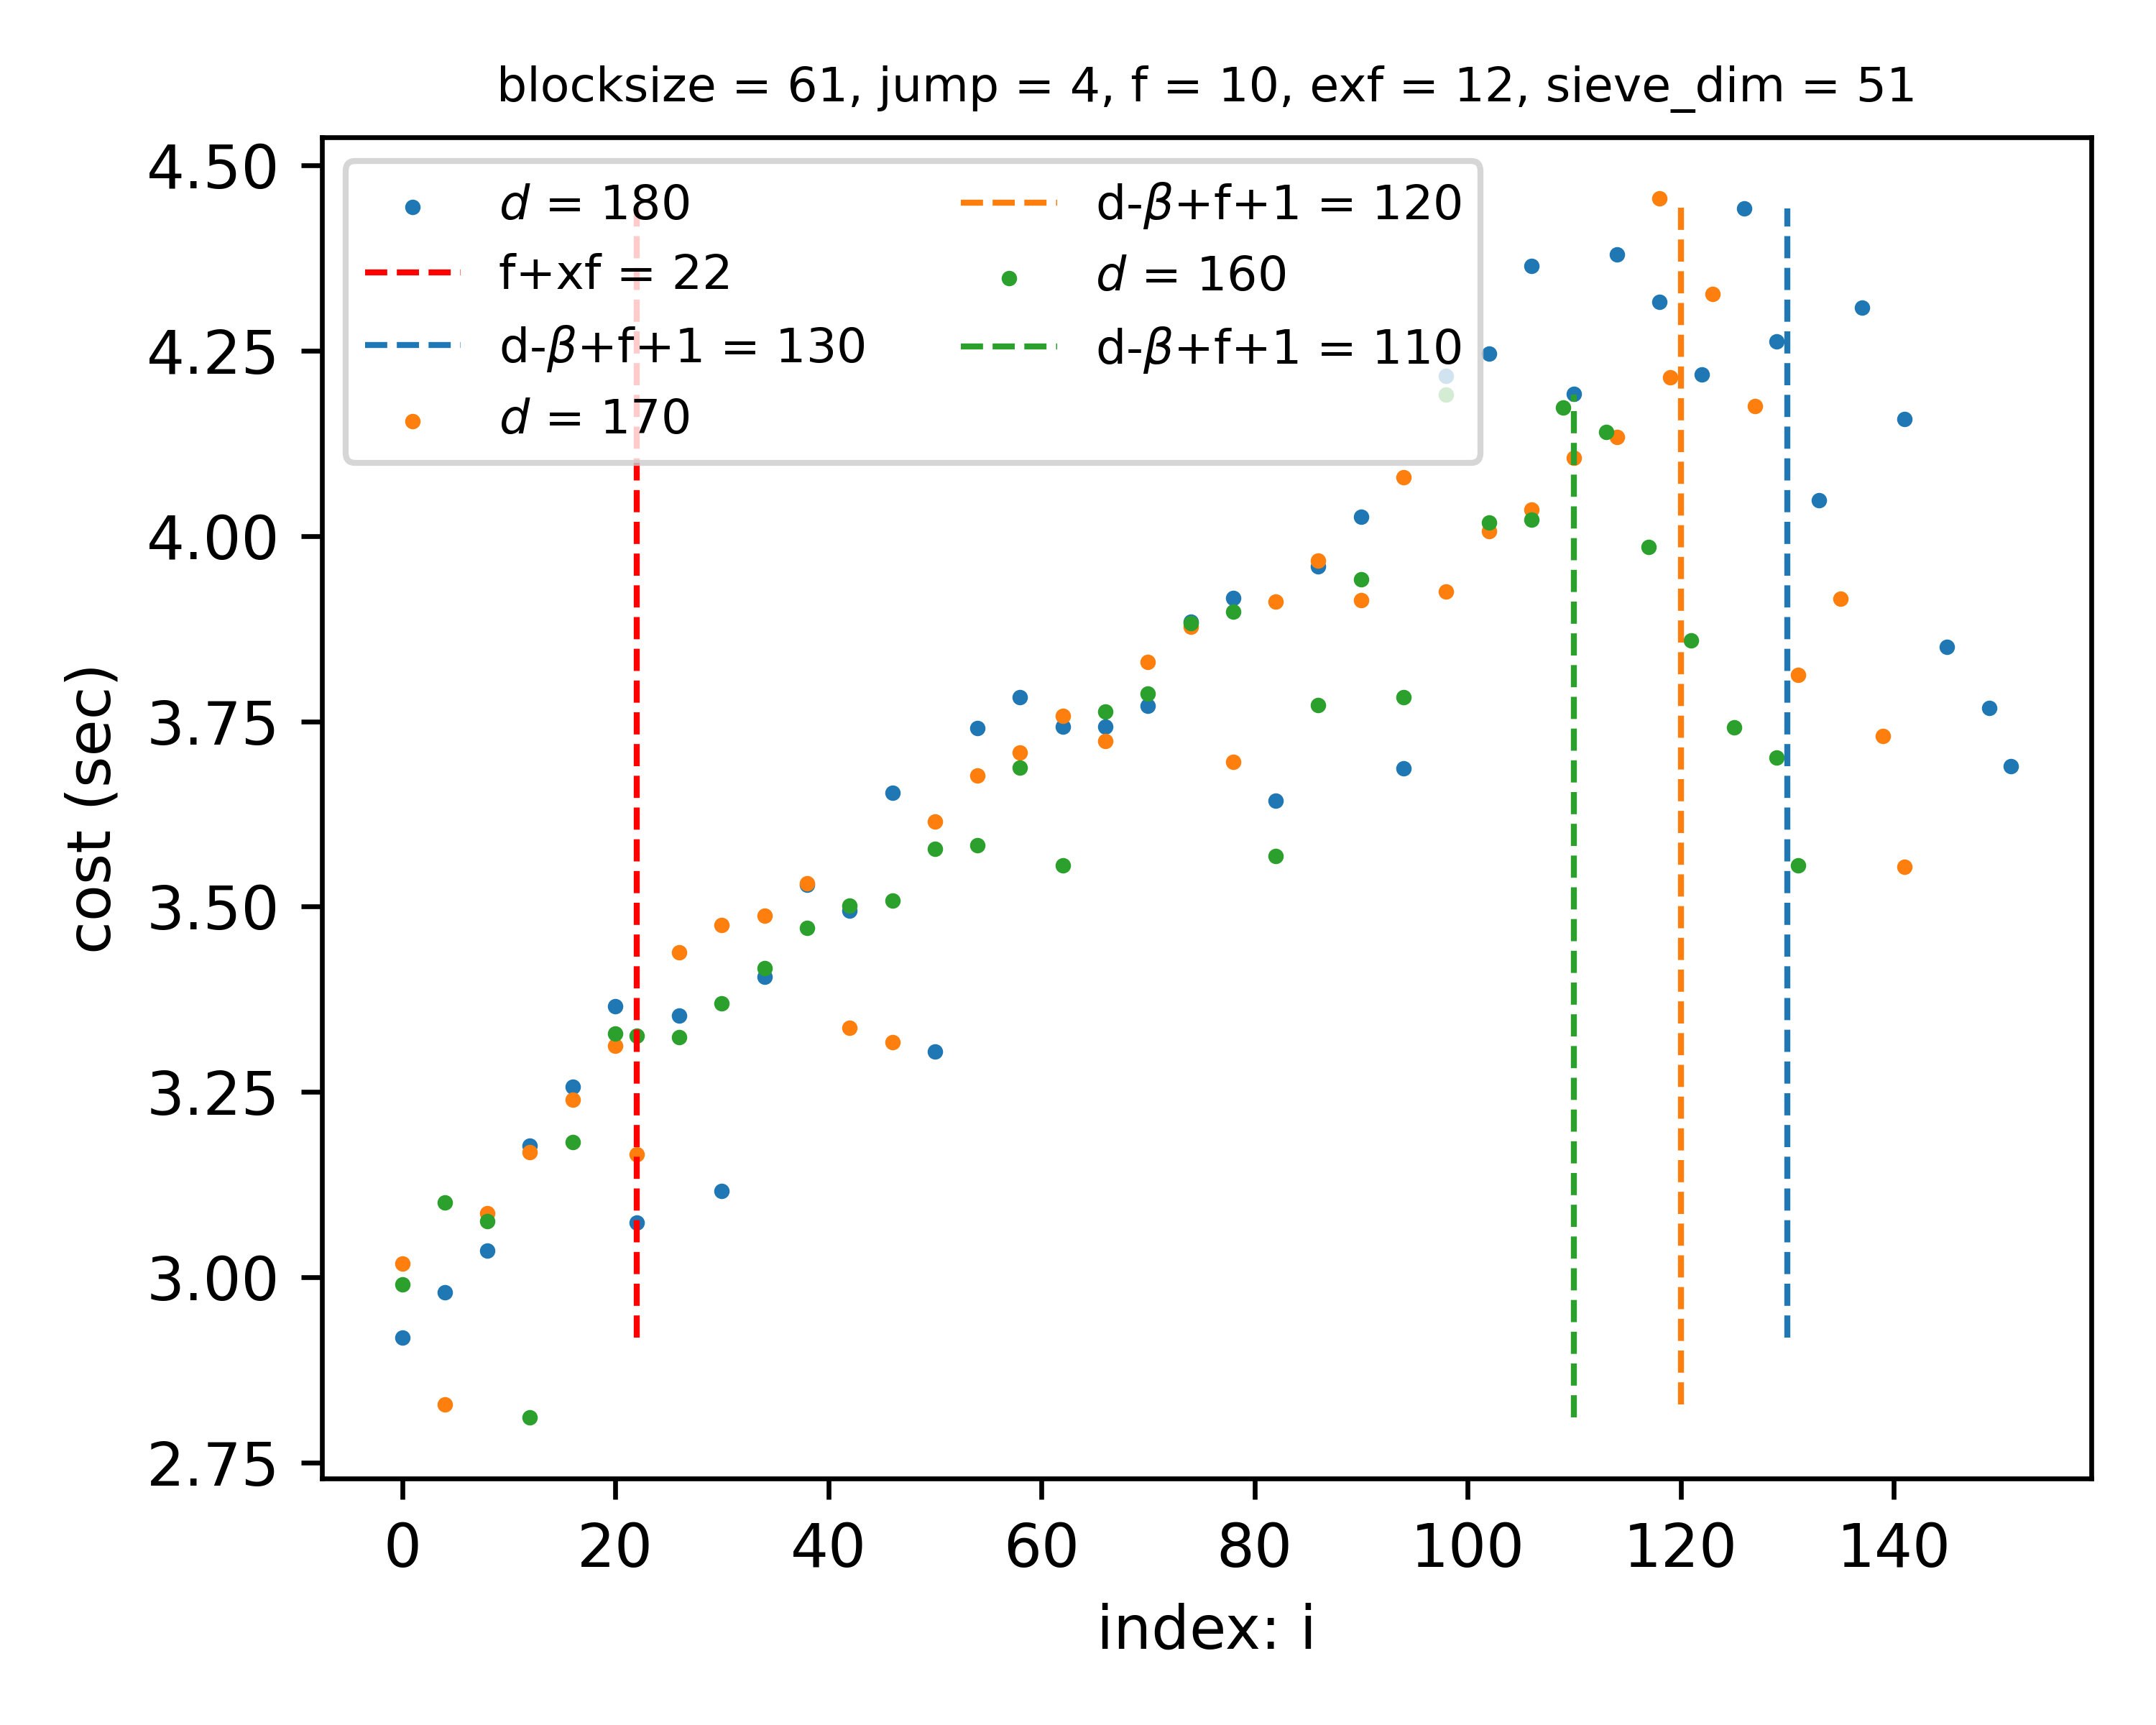 blocksize = 61, jump = 4, f = 10, exf = 12, sieve_dim = 51
4.50
4.25
4.00
3.75
3.50
3.25
3.00
2.75
cost (sec)
d = 180
f+xf = 22
d-β+f+1 = 130
d = 170
d-β+f+1 = 120
d = 160
d-β+f+1 = 110
0 20 40 60 80 100 120 140
index: i